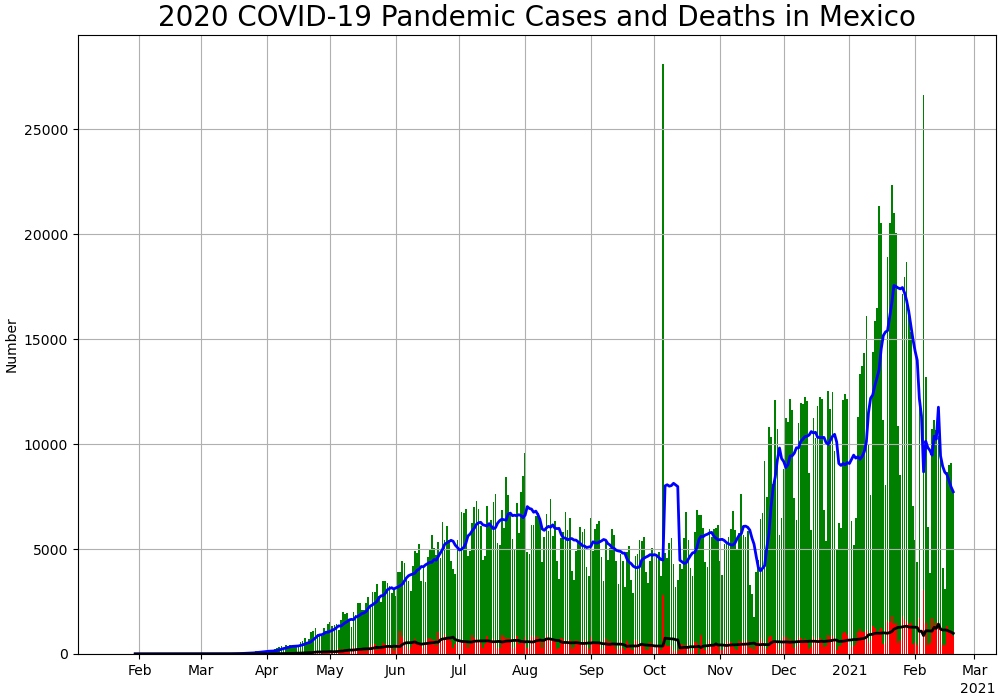 2020 COVID-19 Pandemic Cases and Deaths in Mexico
Number
25000
20000
15000
10000
5000
0
Feb Mar Apr May Jun Jul Aug Sep Oct Nov Dec 2021 Feb Mar
2021